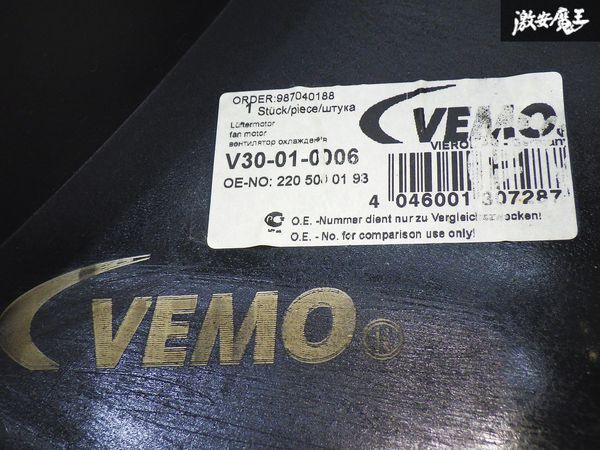 激安魔王
ORDER:987040188
1 Stück/piece/штука
Lüftermotor
fan motor
вентилятор охлаждения
V30-01-0006
OE-NO: 220 500 01 93
VEMO
4 046001 307287
O.E. -Nummer dient nur zu Vergleichszwecken!
O.E. - No. for comparison use only!
VEMO®